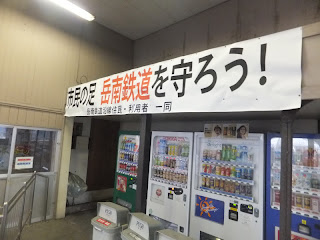 市民の足 岳南鉄道を守ろう!
岳南鉄道沿線住民・利用者 一同